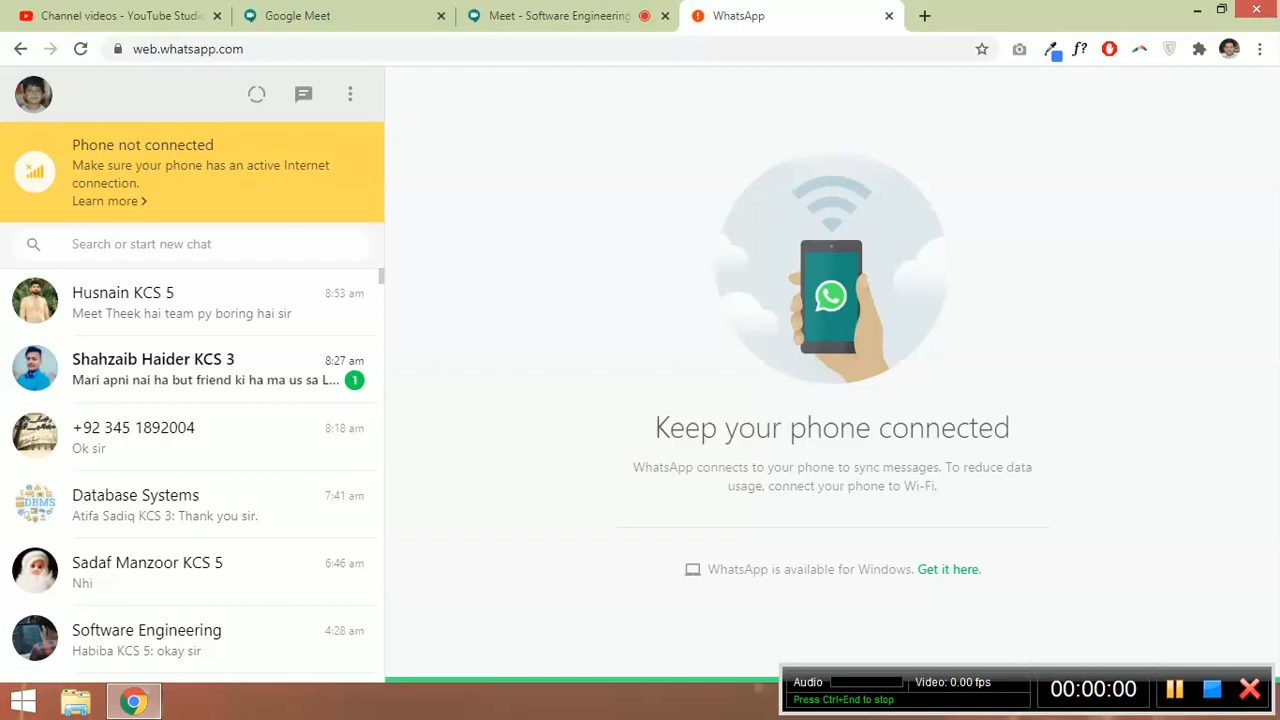 Channel videos - YouTube Studio
Google Meet
Meet - Software Engineering
WhatsApp
web.whatsapp.com
f?
Phone not connected
Make sure your phone has an active Internet
connection.
Learn more >
Search or start new chat
Husnain KCS 5 8:53 am
Meet Theek hai team py boring hai sir
Shahzaib Haider KCS 3 8:27 am
Mari apni nai ha but friend ki ha ma us sa L... 1
+92 345 1892004 8:18 am
Ok sir
Database Systems 7:41 am
DBMS
Atifa Sadiq KCS 3: Thank you sir.
Sadaf Manzoor KCS 5 6:46 am
Nhi
Software Engineering 4:28 am
Habiba KCS 5: okay sir
Keep your phone connected
WhatsApp connects to your phone to sync messages. To reduce data
usage, connect your phone to Wi-Fi.
WhatsApp is available for Windows. Get it here.
Audio Video: 0.00 fps
Press Ctrl+End to stop
00:00:00